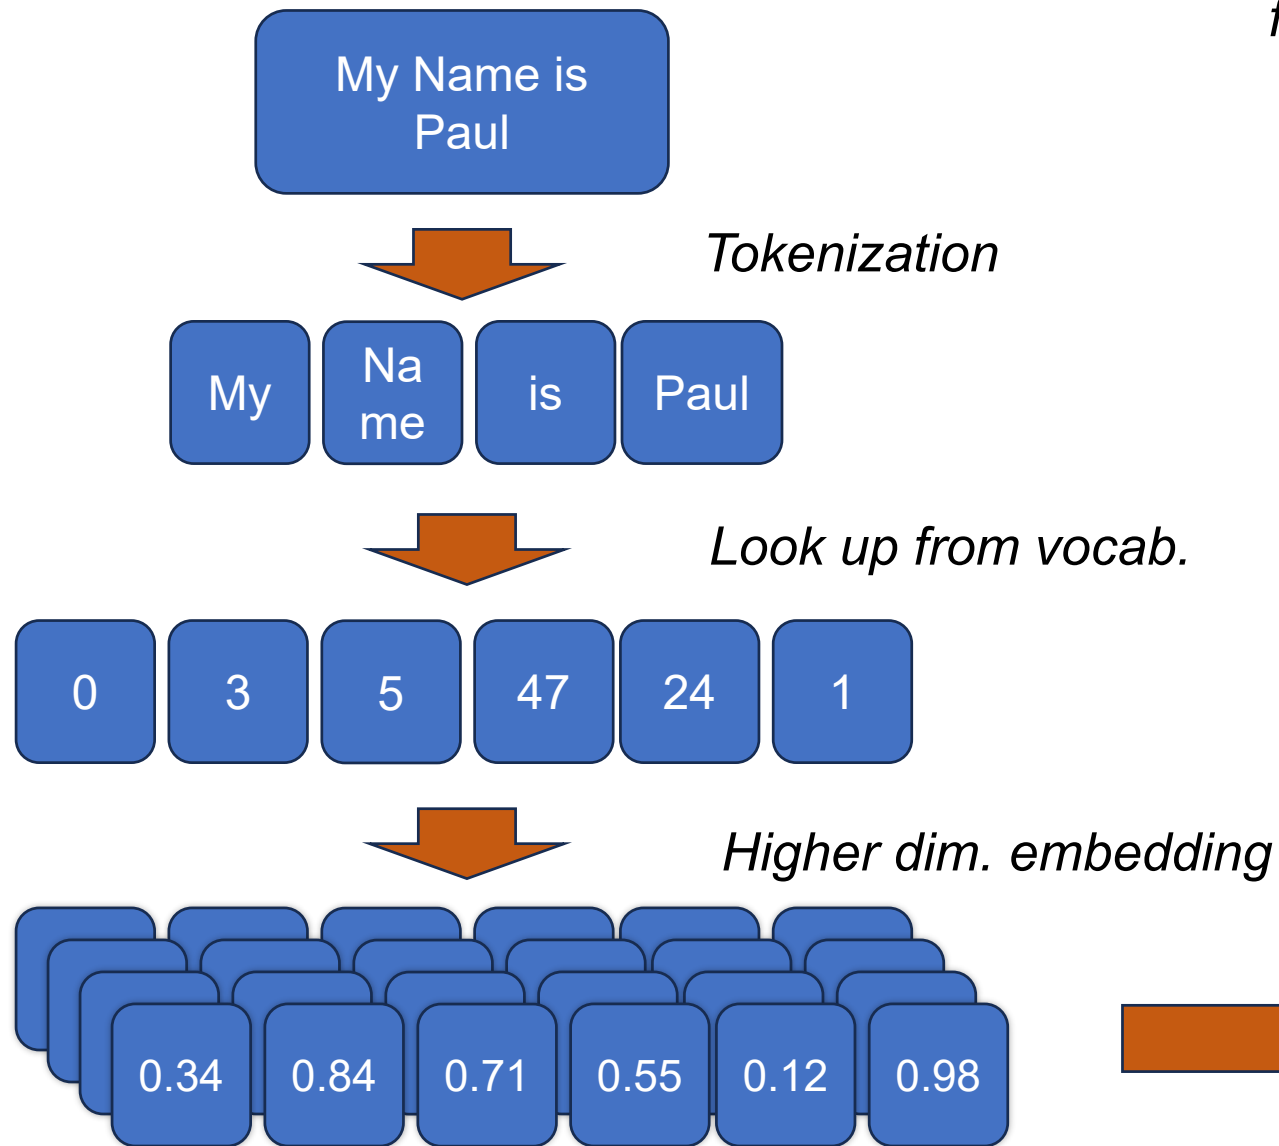 f
My Name is
Paul
Tokenization
My
Na
me
is
Paul
Look up from vocab.
0 3 5 47 24 1
Higher dim. embedding
0.34 0.84 0.71 0.55 0.12 0.98